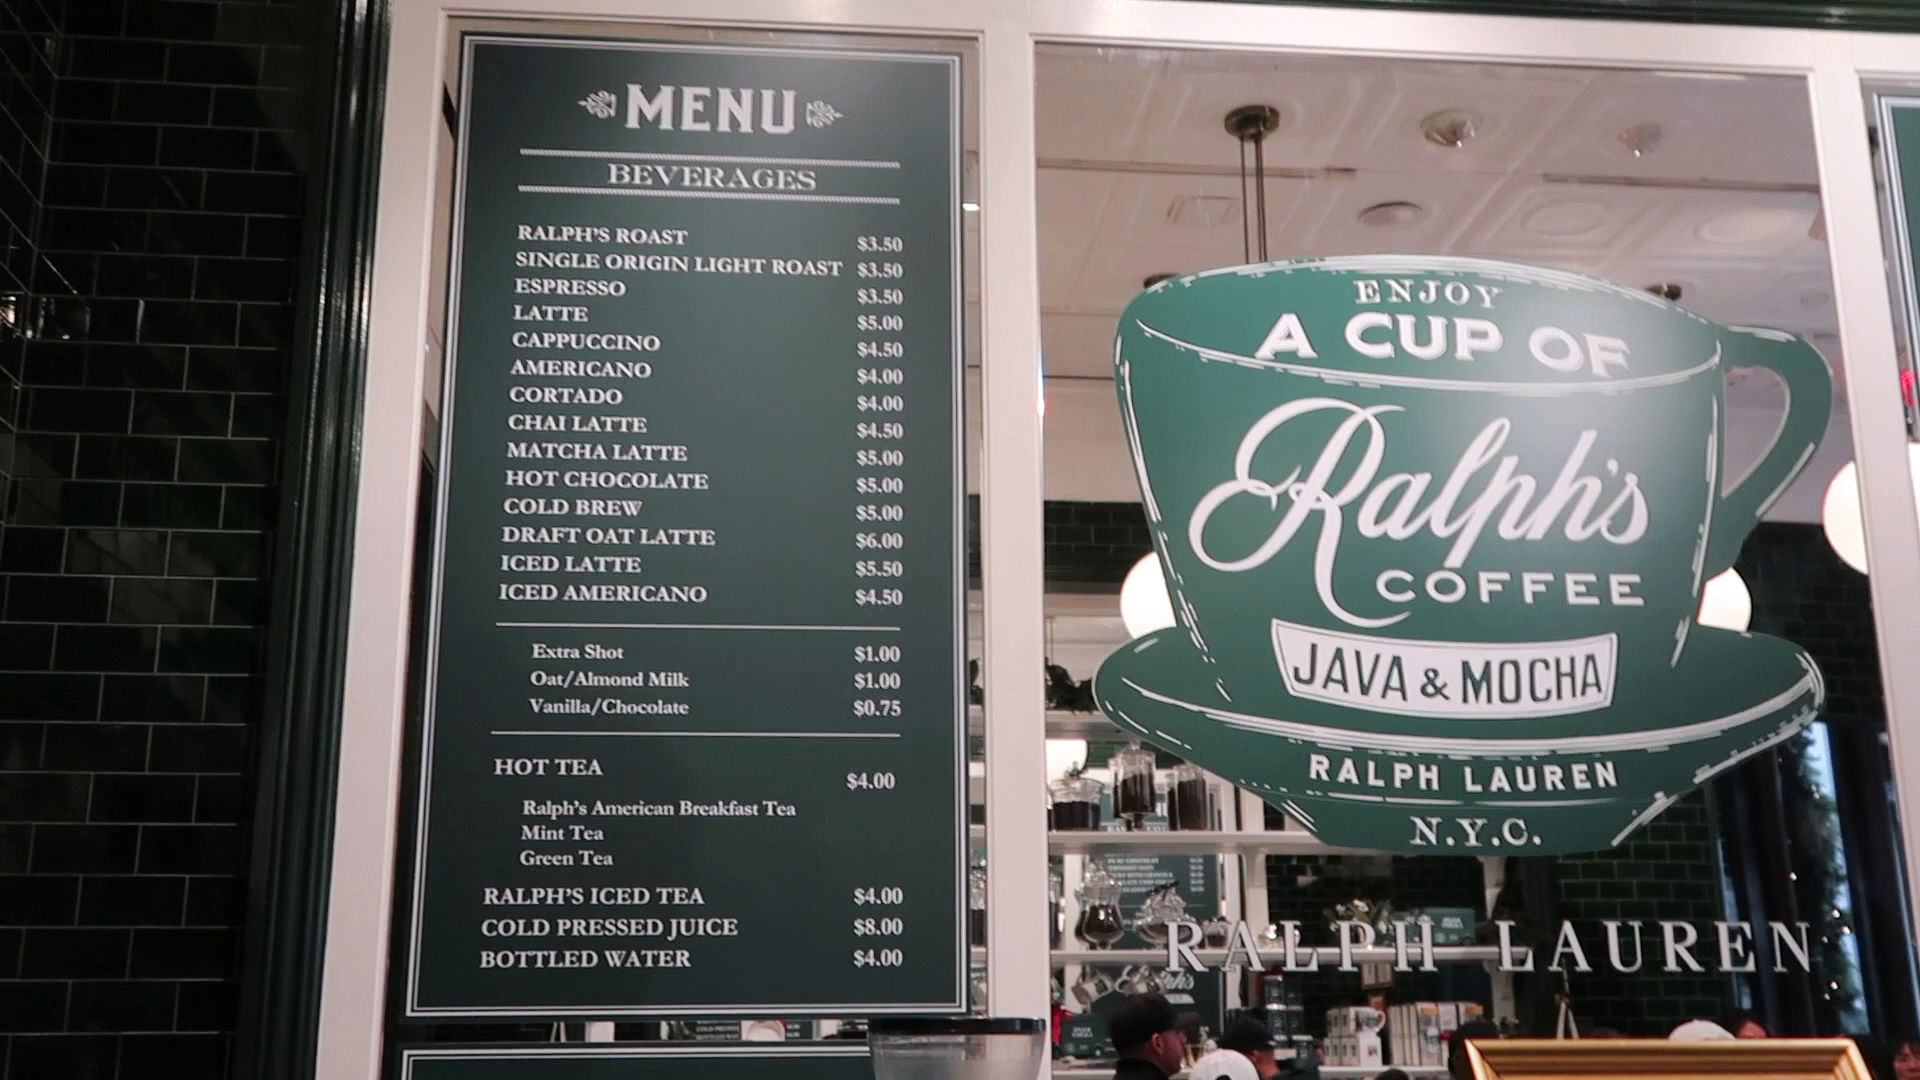 MENU
BEVERAGES
RALPH'S ROAST $3.50
SINGLE ORIGIN LIGHT ROAST $3.50
ESPRESSO $3.50
LATTE $5.00
CAPPUCCINO $4.50
AMERICANO $4.00
CORTADO $4.00
CHAI LATTE $4.50
MATCHA LATTE $5.00
HOT CHOCOLATE $5.00
COLD BREW $5.00
DRAFT OAT LATTE $6.00
ICED LATTE $5.50
ICED AMERICANO $4.50
Extra Shot $1.00
Oat/Almond Milk $1.00
Vanilla/Chocolate $0.75
HOT TEA $4.00
Ralph's American Breakfast Tea
Mint Tea
Green Tea
RALPH'S ICED TEA $4.00
COLD PRESSED JUICE $8.00
BOTTLED WATER $4.00
ENJOY
A CUP OF
Ralph's
COFFEE
JAVA & MOCHA
RALPH LAUREN
N.Y.C.
RALPH LAUREN
Ralph's